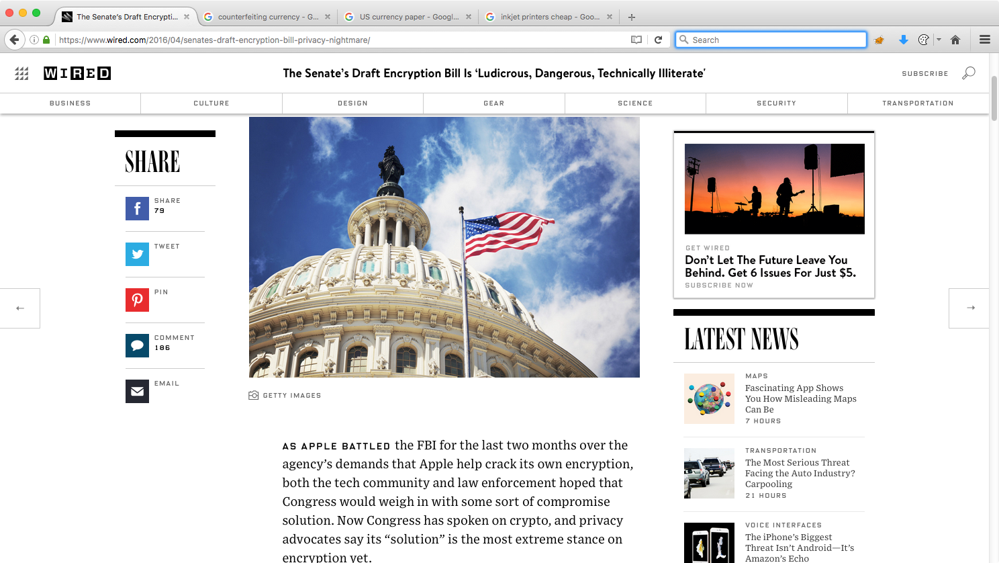 The Senate's Draft Encrypti...
counterfeiting currency - G...
US currency paper - Googl...
inkjet printers cheap - Goo...
https://www.wired.com/2016/04/senates-draft-encryption-bill-privacy-nightmare/
Search
WIRED
The Senate's Draft Encryption Bill Is ‘Ludicrous, Dangerous, Technically Illiterate'
SUBSCRIBE
BUSINESS
CULTURE
DESIGN
GEAR
SCIENCE
SECURITY
TRANSPORTATION
SHARE
SHARE
79
TWEET
PIN
COMMENT
186
EMAIL
GETTY IMAGES
AS APPLE BATTLED the FBI for the last two months over the
agency's demands that Apple help crack its own encryption,
both the tech community and law enforcement hoped that
Congress would weigh in with some sort of compromise
solution. Now Congress has spoken on crypto, and privacy
advocates say its “solution” is the most extreme stance on
encryption yet.
GET WIRED
Don't Let The Future Leave You
Behind. Get 6 Issues For Just $5.
SUBSCRIBE NOW
LATEST NEWS
MAPS
Fascinating App Shows
You How Misleading Maps
Can Be
7 HOURS
TRANSPORTATION
The Most Serious Threat
Facing the Auto Industry?
Carpooling
21 HOURS
VOICE INTERFACES
The iPhone's Biggest
Threat Isn't Android—It's
Amazon's Echo